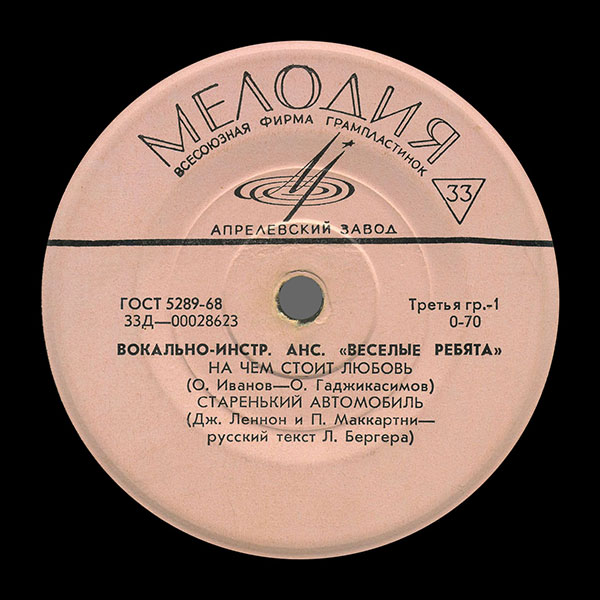 МЕЛОДИЯ
ВСЕСОЮЗНАЯ ФИРМА ГРАМПЛАСТИНОК
33
АПРЕЛЕВСКИЙ ЗАВОД
ГОСТ 5289-68 Третья гр.-1
33Д—00028623 0-70
ВОКАЛЬНО-ИНСТР. АНС. «ВЕСЕЛЫЕ РЕБЯТА»
НА ЧЕМ СТОИТ ЛЮБОВЬ
(О. Иванов—О. Гаджикасимов)
СТАРЕНЬКИЙ АВТОМОБИЛЬ
(Дж. Леннон и П. Маккартни—
русский текст Л. Бергера)